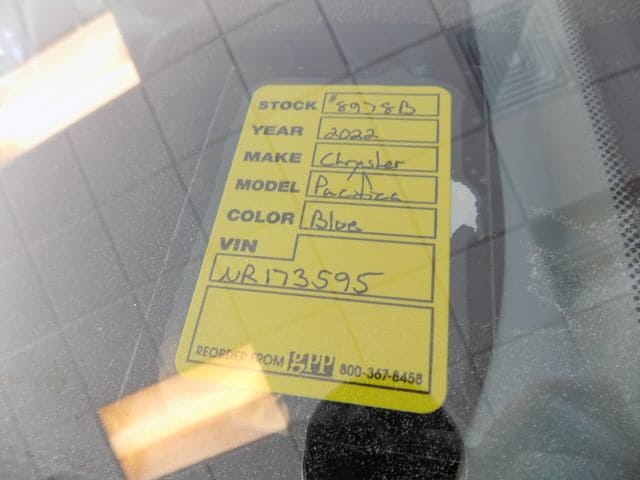 STOCK #8978B
YEAR 2022
MAKE Chrysler
MODEL Pacifica
COLOR Blue
VIN
NR173595
REORDER FROM gpp 800-367-8458